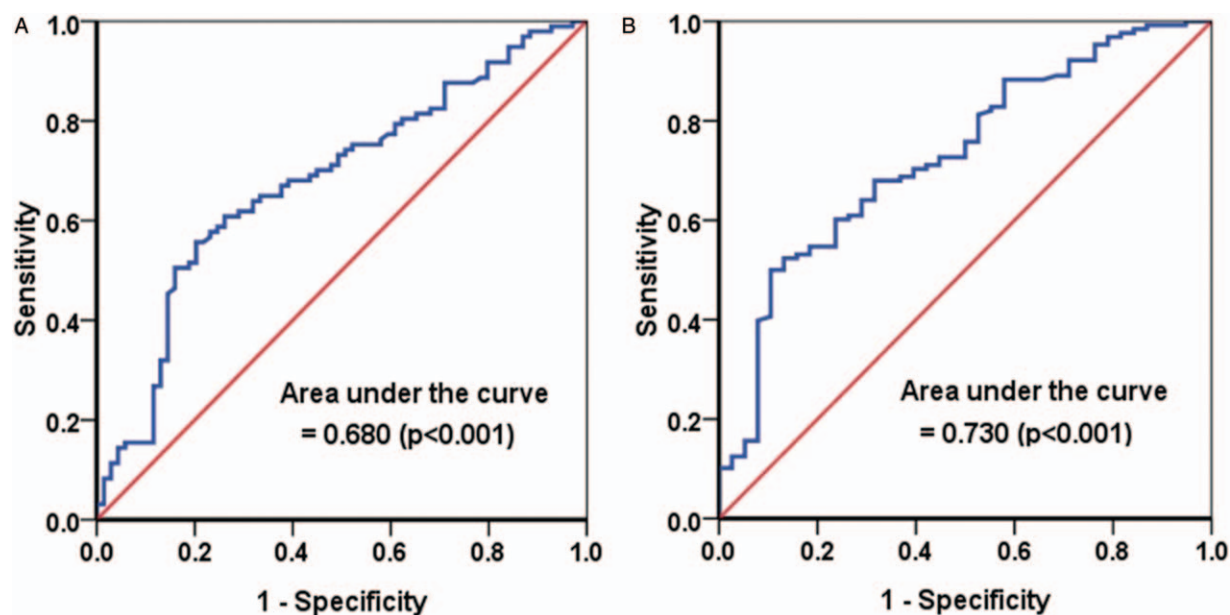 A
1.0
0.8
0.6
0.4
0.2
0.0
Sensitivity
Area under the curve
= 0.680 (p<0.001)
0.0 0.2 0.4 0.6 0.8 1.0
1 - Specificity
B
1.0
0.8
0.6
0.4
0.2
0.0
Sensitivity
Area under the curve
= 0.730 (p<0.001)
0.0 0.2 0.4 0.6 0.8 1.0
1 - Specificity